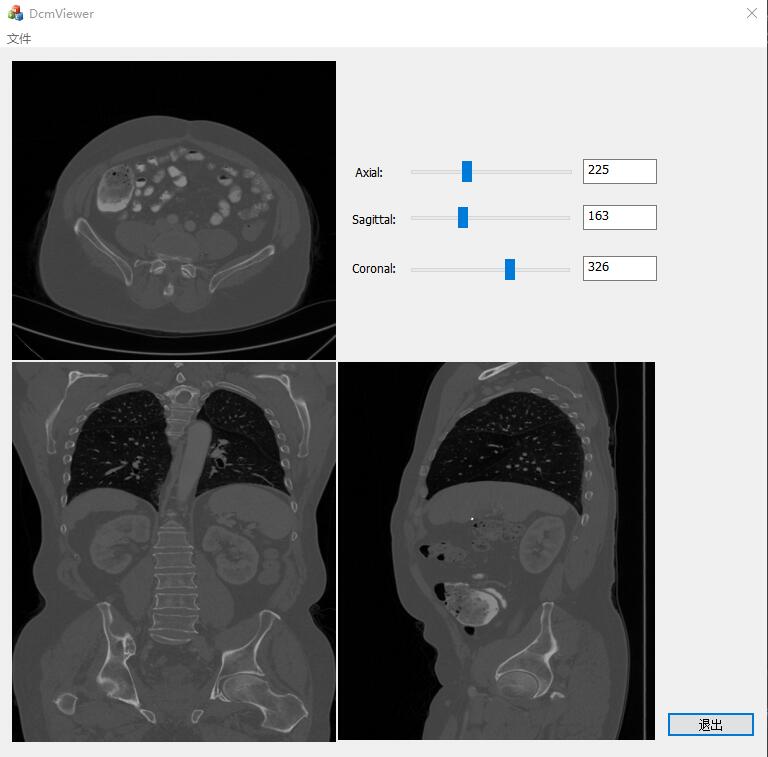 DcmViewer
文件
Axial: 225
Sagittal: 163
Coronal: 326
退出